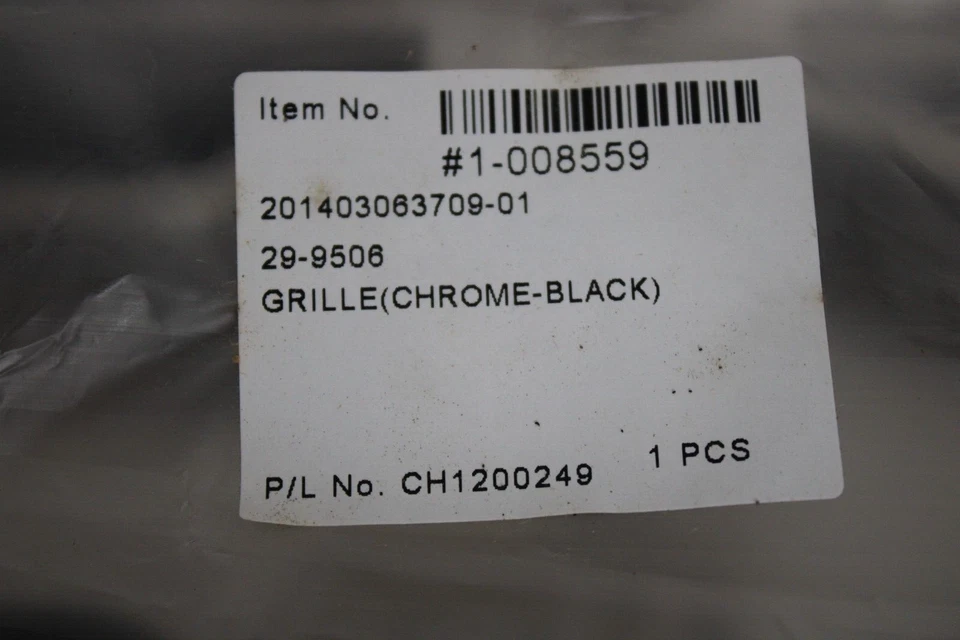 Item No.
#1-008559
201403063709-01
29-9506
GRILLE(CHROME-BLACK)
P/L No. CH1200249 1 PCS